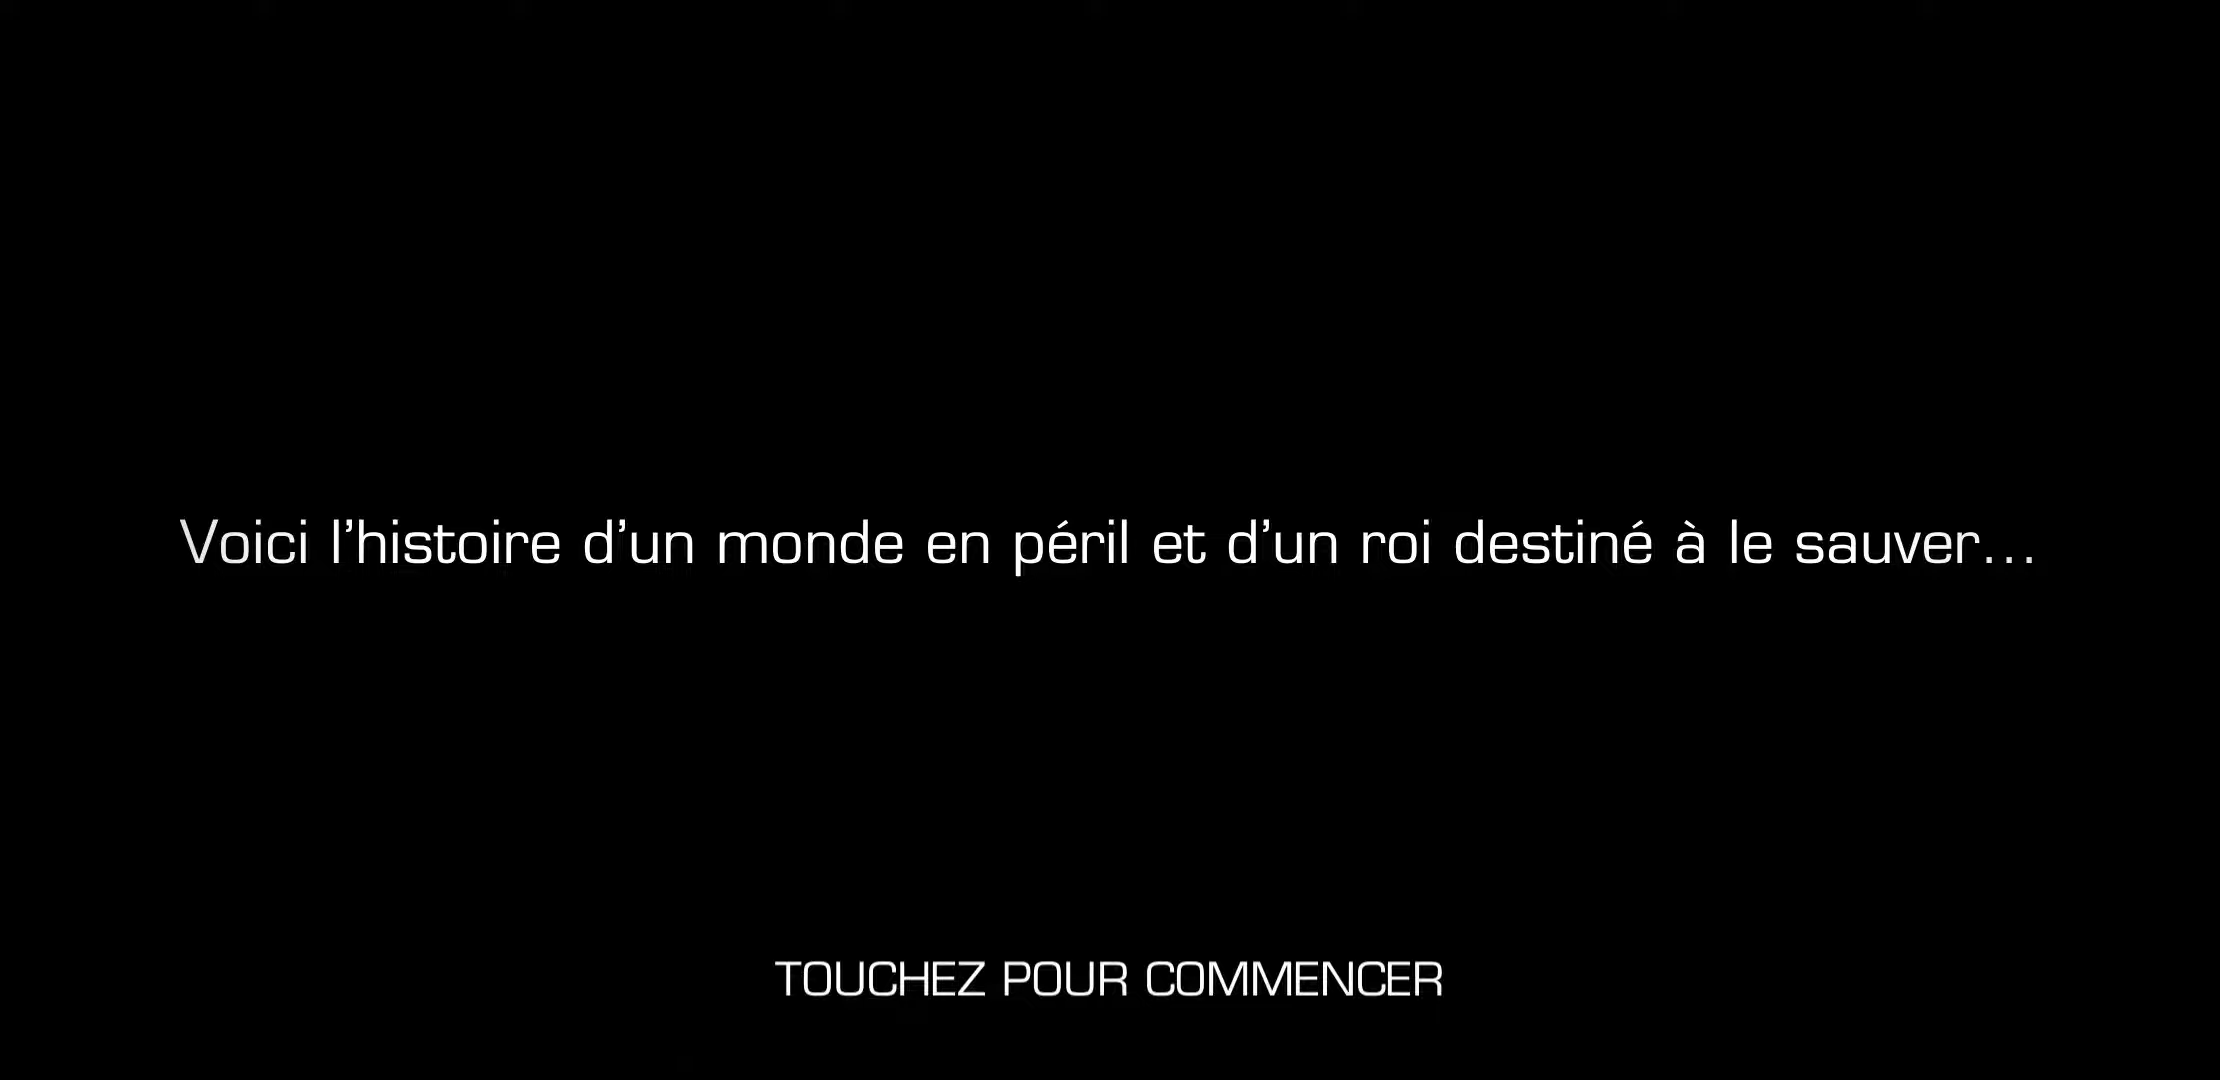 Voici l’histoire d’un monde en péril et d’un roi destiné à le sauver…
TOUCHEZ POUR COMMENCER